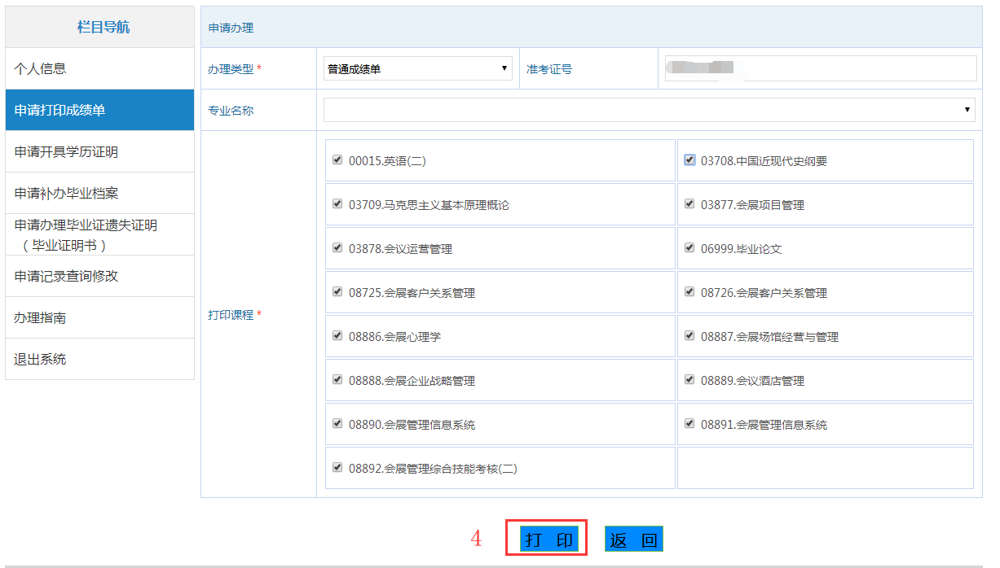 栏目导航
个人信息
申请打印成绩单
申请开具学历证明
申请补办毕业档案
申请办理毕业证遗失证明
（ 毕业证明书 ）
申请记录查询修改
办理指南
退出系统
申请办理
办理类型 * 普通成绩单 准考证号
专业名称
打印课程 *
00015.英语(二) 03708.中国近现代史纲要
03709.马克思主义基本原理概论 03877.会展项目管理
03878.会议运营管理 06999.毕业论文
08725.会展客户关系管理 08726.会展客户关系管理
08886.会展心理学 08887.会展场馆经营与管理
08888.会展企业战略管理 08889.会议酒店管理
08890.会展管理信息系统 08891.会展管理信息系统
08892.会展管理综合技能考核(二)
4 打 印 返 回